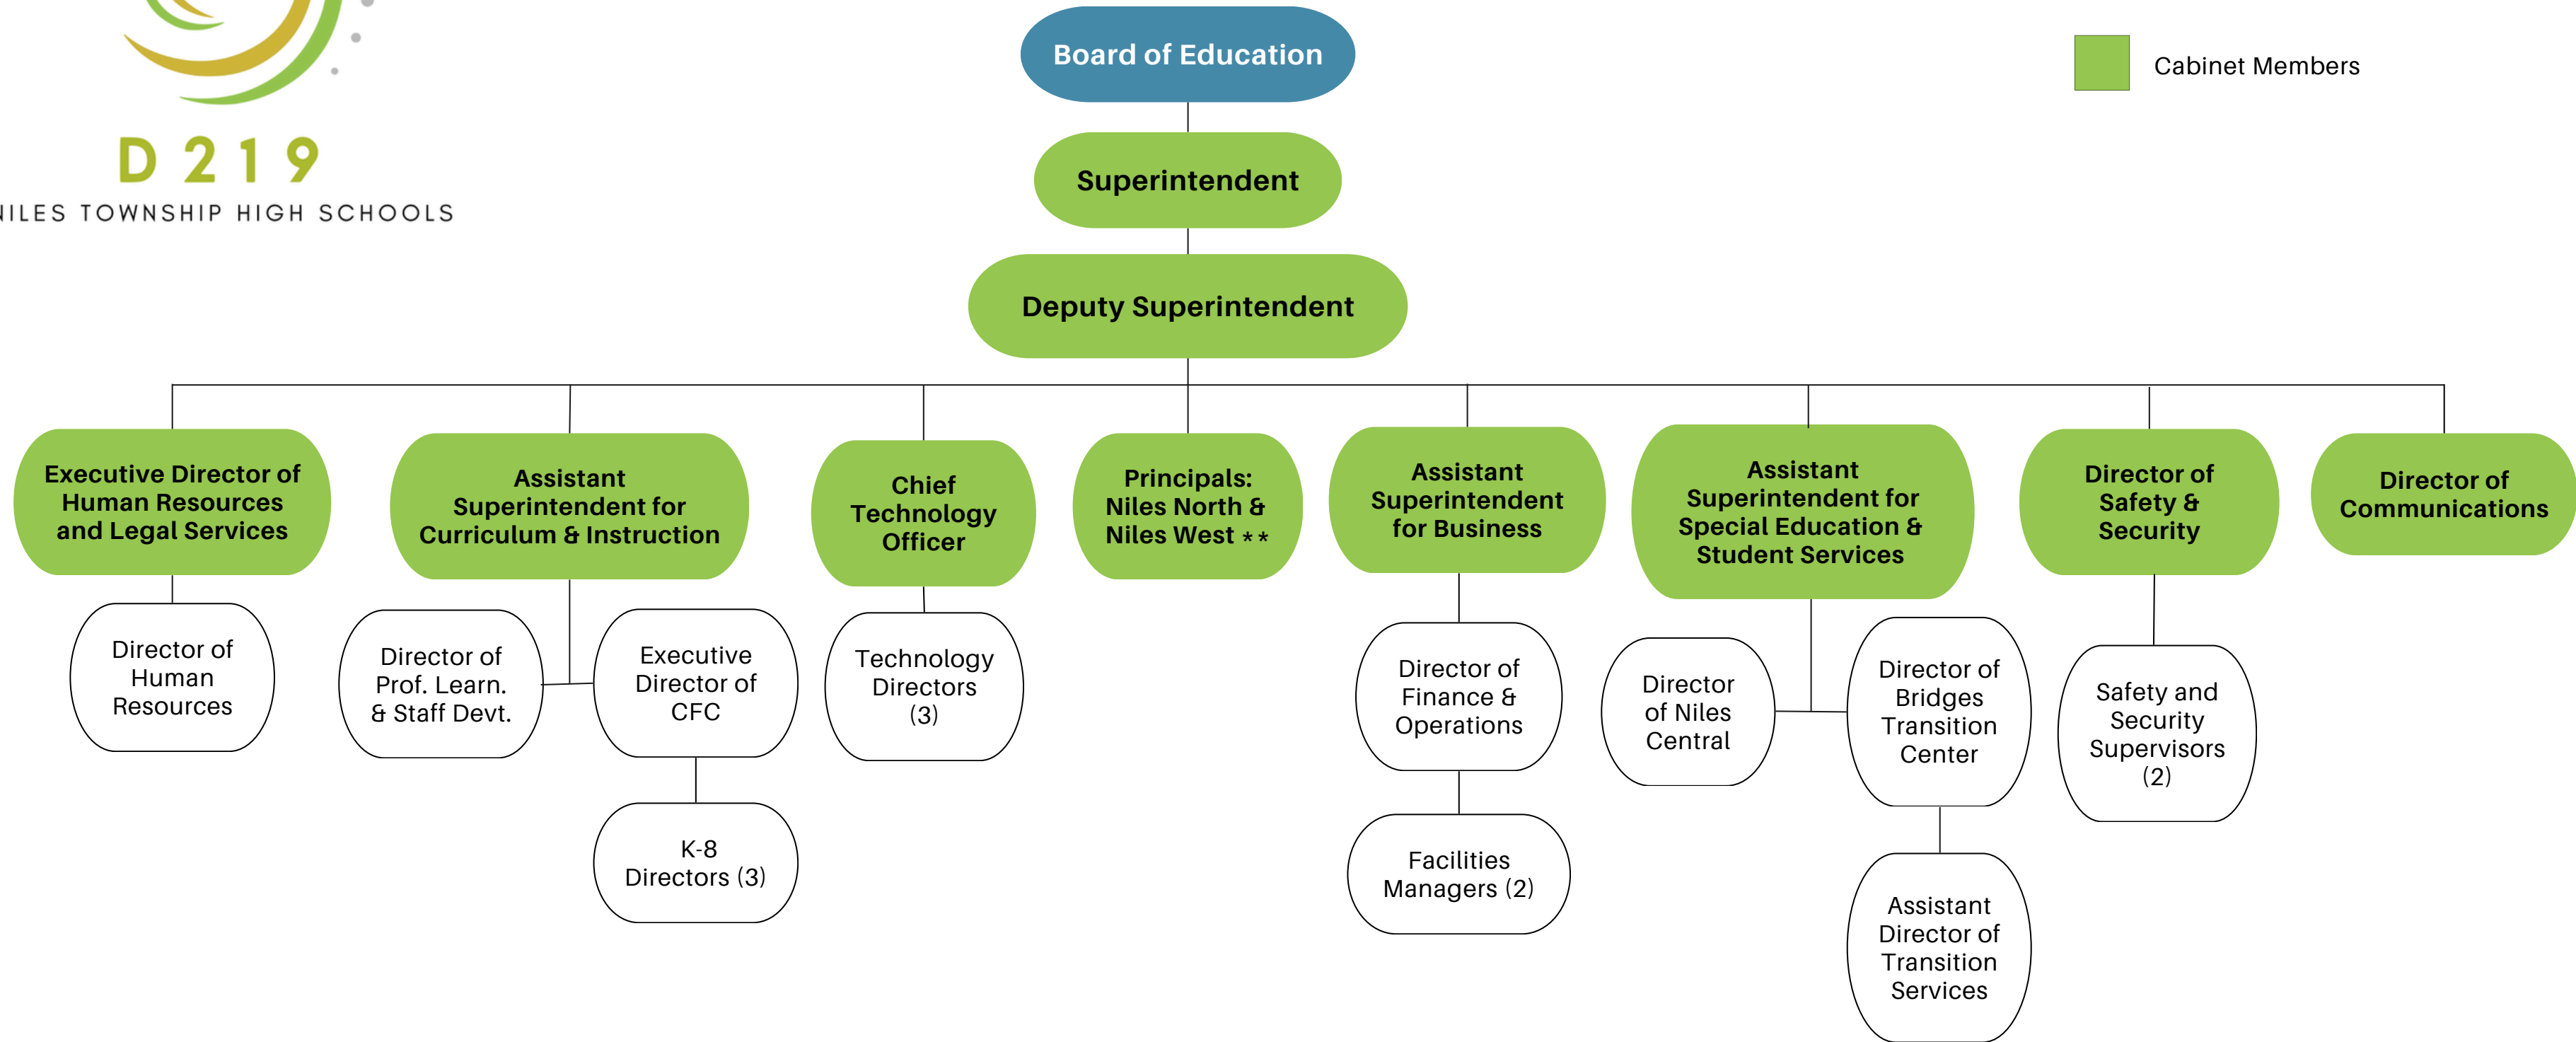 D 219
NILES TOWNSHIP HIGH SCHOOLS
Board of Education
Cabinet Members
Superintendent
Deputy Superintendent
Executive Director of
Human Resources
and Legal Services
Assistant
Superintendent for
Curriculum & Instruction
Chief
Technology
Officer
Principals:
Niles North &
Niles West **
Assistant
Superintendent
for Business
Assistant
Superintendent for
Special Education &
Student Services
Director of
Safety &
Security
Director of
Communications
Director of
Human
Resources
Director of
Prof. Learn.
& Staff Devt.
Executive
Director of
CFC
Technology
Directors
(3)
Director of
Finance &
Operations
Director
of Niles
Central
Director of
Bridges
Transition
Center
Safety and
Security
Supervisors
(2)
K-8
Directors (3)
Facilities
Managers (2)
Assistant
Director of
Transition
Services